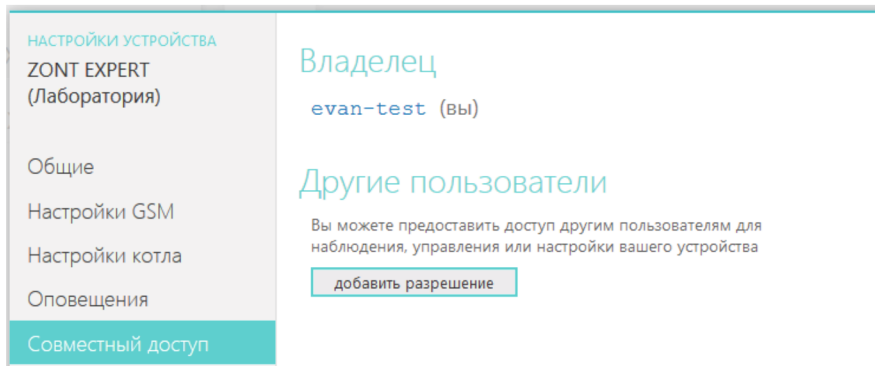 НАСТРОЙКИ УСТРОЙСТВА
ZONT EXPERT
(Лаборатория)
Общие
Настройки GSM
Настройки котла
Оповещения
Совместный доступ
Владелец
evan-test (вы)
Другие пользователи
Вы можете предоставить доступ другим пользователям для
наблюдения, управления или настройки вашего устройства
добавить разрешение